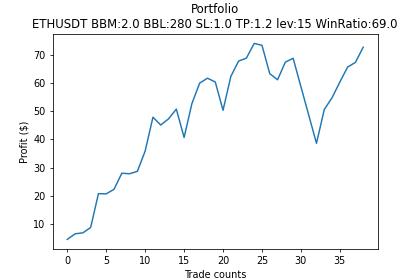 Portfolio
ETHUSDT BBM:2.0 BBL:280 SL:1.0 TP:1.2 lev:15 WinRatio:69.0
70
60
50
40
30
20
10
Profit ($)
0 5 10 15 20 25 30 35
Trade counts